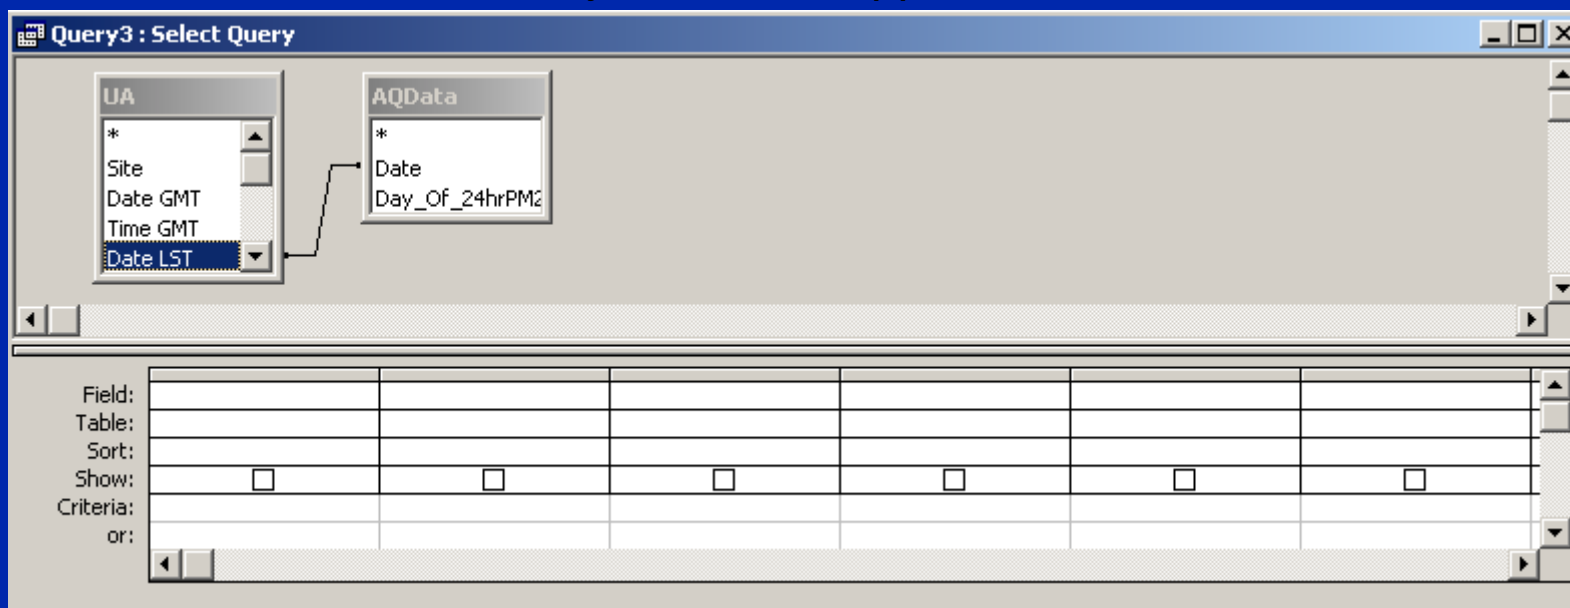 Query3 : Select Query
UA
*
Site
Date GMT
Time GMT
Date LST
AQData
*
Date
Day_Of_24hrPM2
Field:
Table:
Sort:
Show:
Criteria:
or: